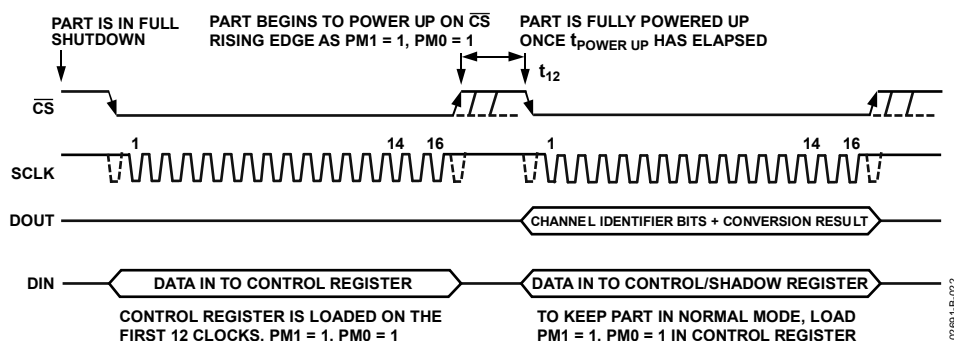 PART IS IN FULL
SHUTDOWN
PART BEGINS TO POWER UP ON CS
RISING EDGE AS PM1 = 1, PM0 = 1
PART IS FULLY POWERED UP
ONCE tPOWER UP HAS ELAPSED
t12
CS
1 14 16 1 14 16
SCLK
DOUT
CHANNEL IDENTIFIER BITS + CONVERSION RESULT
DIN
DATA IN TO CONTROL REGISTER
DATA IN TO CONTROL/SHADOW REGISTER
CONTROL REGISTER IS LOADED ON THE
FIRST 12 CLOCKS, PM1 = 1, PM0 = 1
TO KEEP PART IN NORMAL MODE, LOAD
PM1 = 1, PM0 = 1 IN CONTROL REGISTER